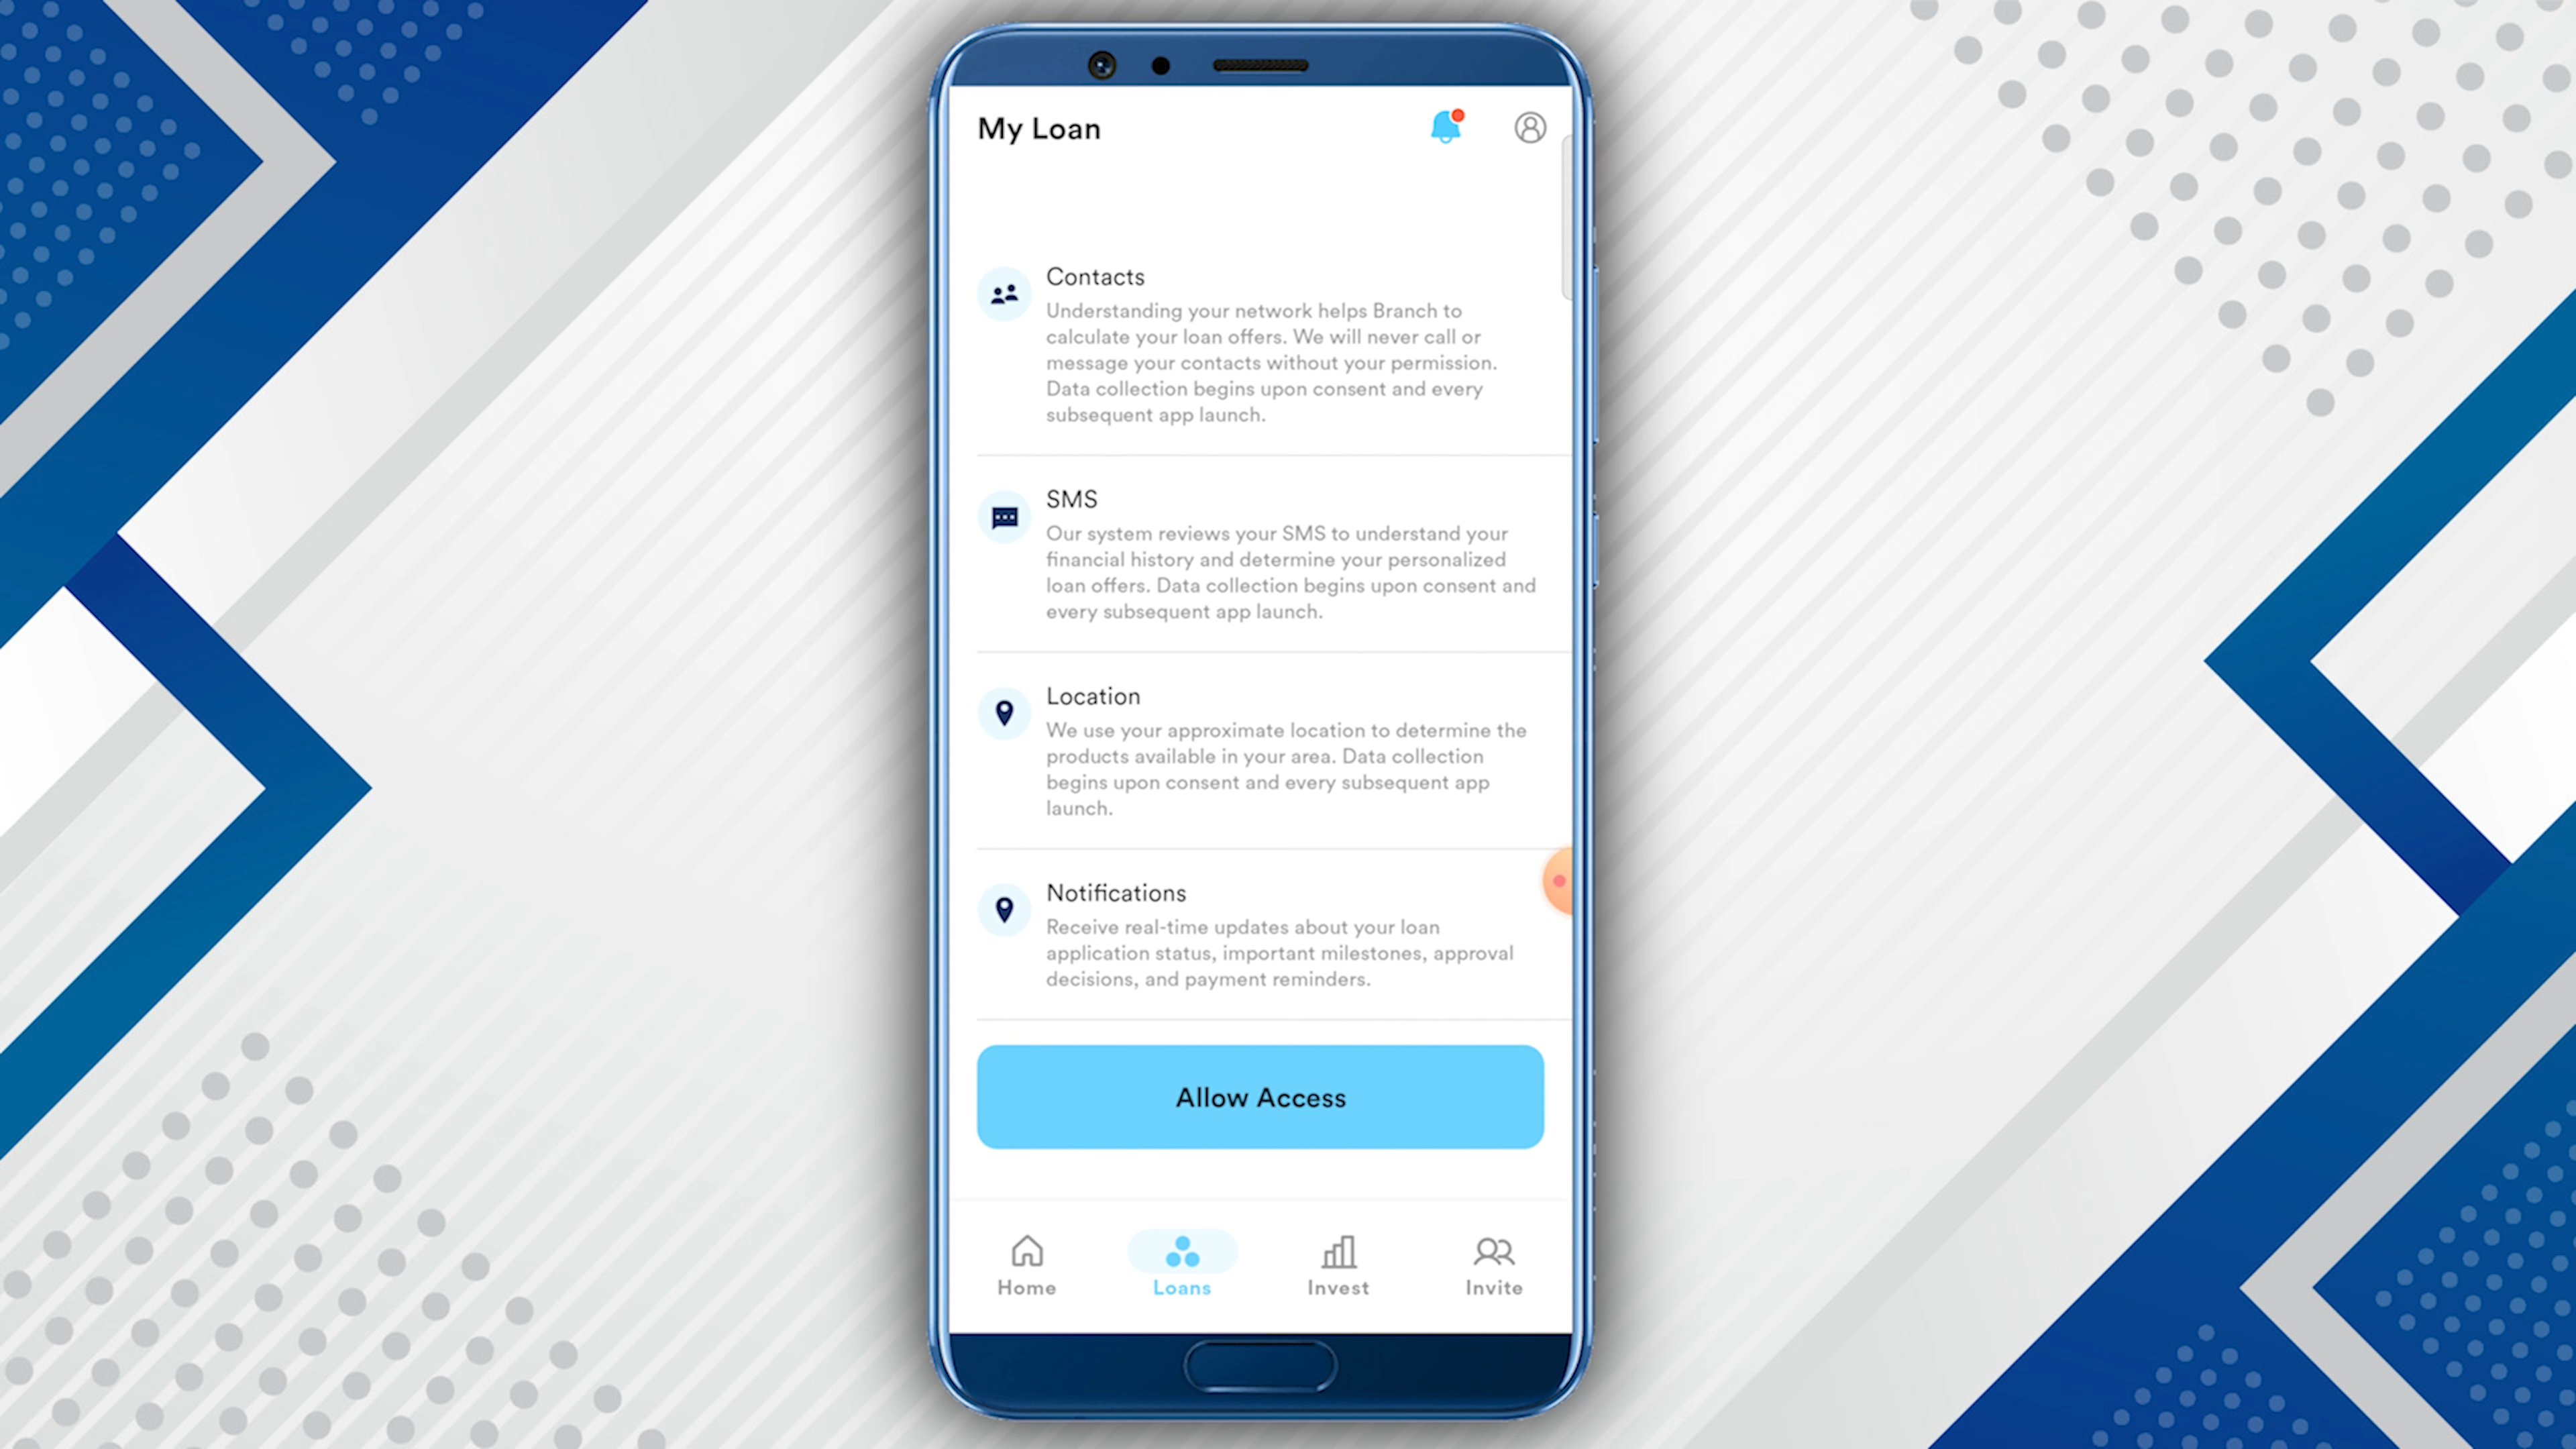 My Loan
Contacts
Understanding your network helps Branch to
calculate your loan offers. We will never call or
message your contacts without your permission.
Data collection begins upon consent and every
subsequent app launch.
SMS
Our system reviews your SMS to understand your
financial history and determine your personalized
loan offers. Data collection begins upon consent and
every subsequent app launch.
Location
We use your approximate location to determine the
products available in your area. Data collection
begins upon consent and every subsequent app
launch.
Notifications
Receive real-time updates about your loan
application status, important milestones, approval
decisions, and payment reminders.
Allow Access
Home
Loans
Invest
Invite